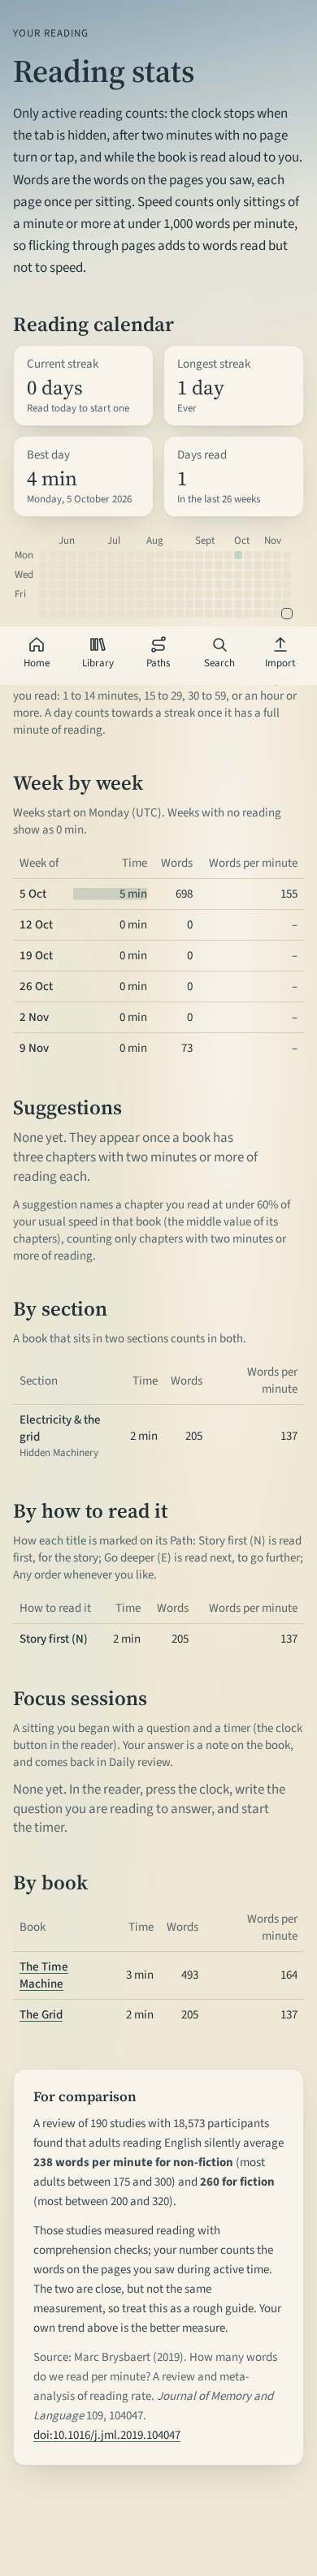 YOUR READING
Reading stats
Only active reading counts: the clock stops when
the tab is hidden, after two minutes with no page
turn or tap, and while the book is read aloud to you.
Words are the words on the pages you saw, each
page once per sitting. Speed counts only sittings of
a minute or more at under 1,000 words per minute,
so flicking through pages adds to words read but
not to speed.
Reading calendar
Current streak
0 days
Read today to start one
Longest streak
1 day
Ever
Best day
4 min
Monday, 5 October 2026
Days read
1
In the last 26 weeks
Jun Jul Aug Sept Oct Nov
Mon
Wed
Fri
Home Library Paths Search Import
you read: 1 to 14 minutes, 15 to 29, 30 to 59, or an hour or
more. A day counts towards a streak once it has a full
minute of reading.
Week by week
Weeks start on Monday (UTC). Weeks with no reading
show as 0 min.
Week of Time Words Words per minute
5 Oct 5 min 698 155
12 Oct 0 min 0 –
19 Oct 0 min 0 –
26 Oct 0 min 0 –
2 Nov 0 min 0 –
9 Nov 0 min 73 –
Suggestions
None yet. They appear once a book has
three chapters with two minutes or more of
reading each.
A suggestion names a chapter you read at under 60% of
your usual speed in that book (the middle value of its
chapters), counting only chapters with two minutes or
more of reading.
By section
A book that sits in two sections counts in both.
Section Time Words Words per
minute
Electricity & the
grid 2 min 205 137
Hidden Machinery
By how to read it
How each title is marked on its Path: Story first (N) is read
first, for the story; Go deeper (E) is read next, to go further;
Any order whenever you like.
How to read it Time Words Words per minute
Story first (N) 2 min 205 137
Focus sessions
A sitting you began with a question and a timer (the clock
button in the reader). Your answer is a note on the book,
and comes back in Daily review.
None yet. In the reader, press the clock, write the
question you are reading to answer, and start
the timer.
By book
Book Time Words Words per
minute
The Time
Machine 3 min 493 164
The Grid 2 min 205 137
For comparison
A review of 190 studies with 18,573 participants
found that adults reading English silently average
238 words per minute for non-fiction (most
adults between 175 and 300) and 260 for fiction
(most between 200 and 320).
Those studies measured reading with
comprehension checks; your number counts the
words on the pages you saw during active time.
The two are close, but not the same
measurement, so treat this as a rough guide. Your
own trend above is the better measure.
Source: Marc Brysbaert (2019). How many words
do we read per minute? A review and meta-
analysis of reading rate. Journal of Memory and
Language 109, 104047.
doi:10.1016/j.jml.2019.104047